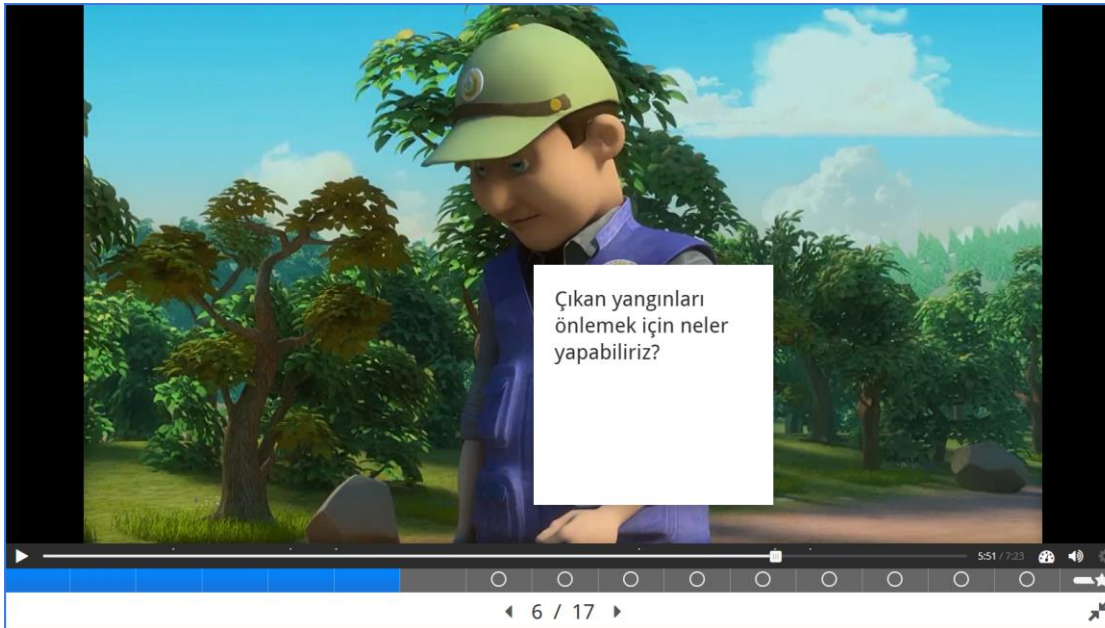 Çıkan yangınları
önlemek için neler
yapabiliriz?
5:51 / 7:23
6 / 17